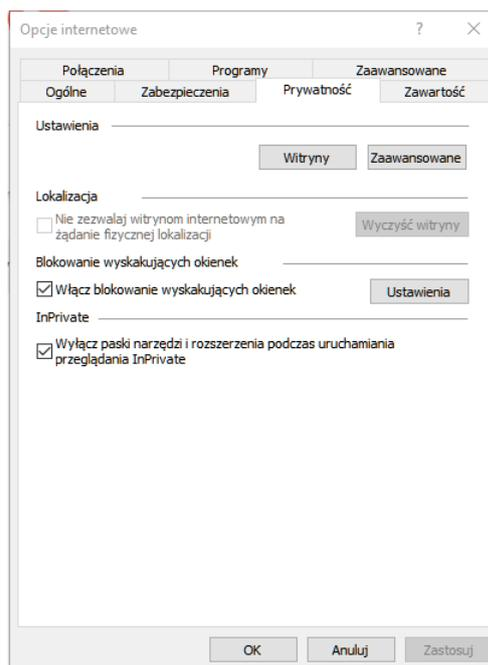 Opcje internetowe
Połączenia Programy Zaawansowane
Ogólne Zabezpieczenia Prywatność Zawartość
Ustawienia
Witryny Zaawansowane
Lokalizacja
Nie zezwalaj witrynom internetowym na
żądanie fizycznej lokalizacji
Wyczyść witryny
Blokowanie wyskakujących okienek
Włącz blokowanie wyskakujących okienek Ustawienia
InPrivate
Wyłącz paski narzędzi i rozszerzenia podczas uruchamiania
przeglądania InPrivate
OK Anuluj Zastosuj